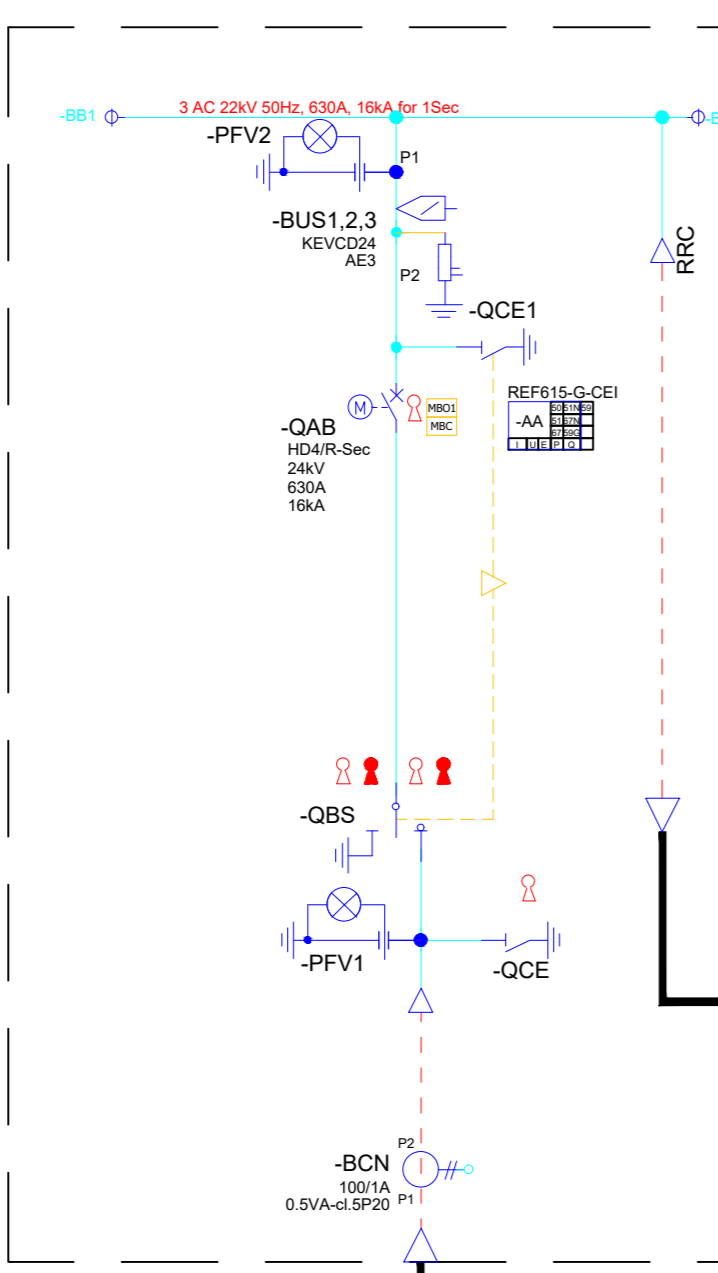 3 AC 22kV 50Hz, 630A, 16kA for 1Sec
-BB1
-B
-PFV2
P1
-BUS1,2,3
KEVCD24
AE3
P2
RRC
-QCE1
REF615-G-CEI
-AA
50 51N 59
51 67N
67 59G
I U E P Q
M
MBO1
MBC
-QAB
HD4/R-Sec
24kV
630A
16kA
-QBS
-PFV1
-QCE
P2
-BCN
100/1A
0.5VA-cl.5P20
P1